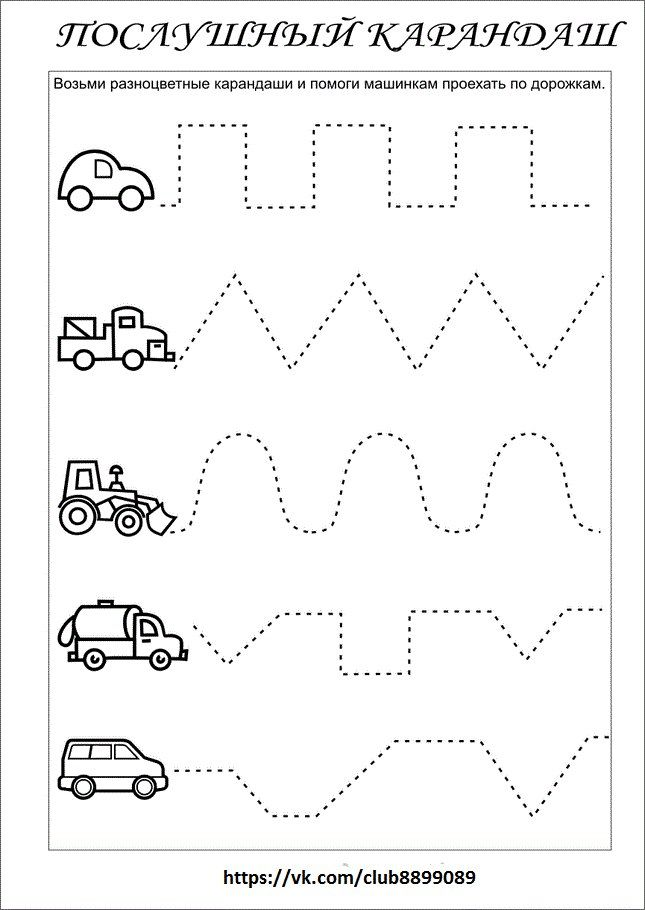 ПОСЛУШНЫЙ КАРАНДАШ
Возьми разноцветные карандаши и помоги машинкам проехать по дорожкам.
https://vk.com/club8899089